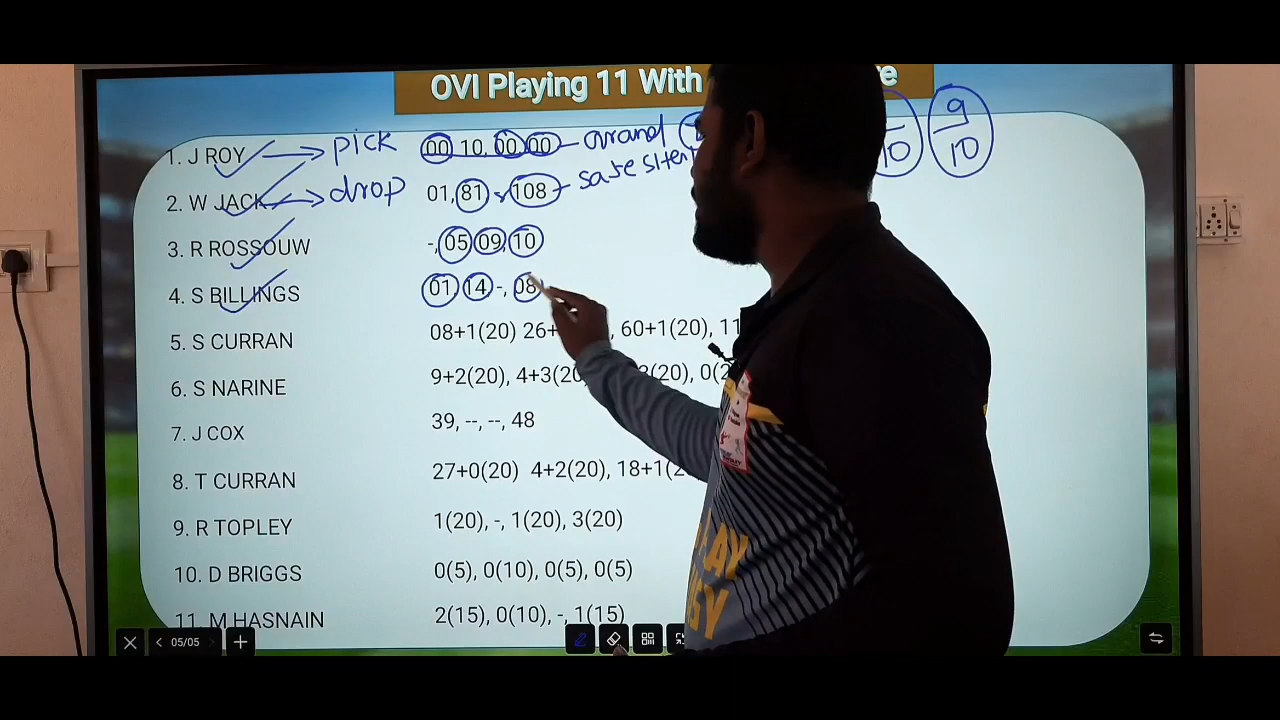 OVI Playing 11 With
9
10
10
1. J ROY → pick 00 10, 00 00 - Grand
2. W JACK → drop 01, 81, 108 - safe
3. R ROSSOUW -, 05 09, 10
4. S BILLINGS 01 14 -, 08
5. S CURRAN 08+1(20) 26+ , 60+1(20), 11
6. S NARINE 9+2(20), 4+3(20 (20), 0(2
7. J COX 39, --, --, 48
8. T CURRAN 27+0(20) 4+2(20), 18+1(2
9. R TOPLEY 1(20), -, 1(20), 3(20)
10. D BRIGGS 0(5), 0(10), 0(5), 0(5)
11. M HASNAIN 2(15), 0(10), -, 1(15)
05/05